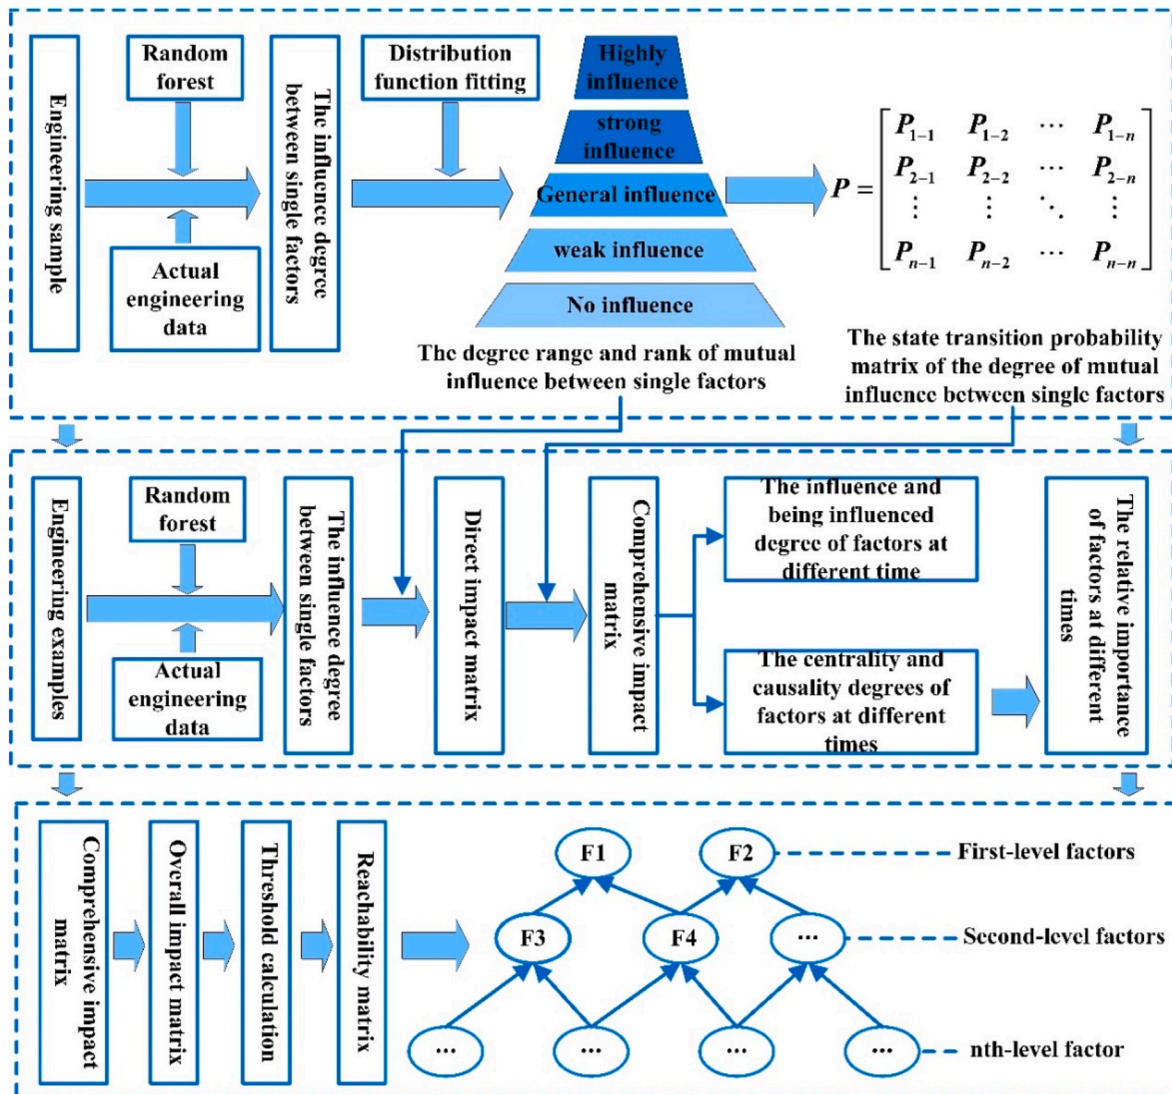 Engineering sample
Random
forest
Actual
engineering
data
The influence degree
between single factors
Distribution
function fitting
Highly
influence
strong
influence
General influence
weak influence
No influence
The degree range and rank of mutual
influence between single factors
P = [P1-1 P1-2 ⋯ P1-n
P2-1 P2-2 ⋯ P2-n
⋮ ⋮ ⋱ ⋮
Pn-1 Pn-2 ⋯ Pn-n]
The state transition probability
matrix of the degree of mutual
influence between single factors
Engineering examples
Random
forest
Actual
engineering
data
The influence degree
between single factors
Direct impact matrix
Comprehensive impact
matrix
The influence and
being influenced
degree of factors at
different time
The centrality and
causality degrees of
factors at different
times
The relative importance
of factors at different
times
Comprehensive impact
matrix
Overall impact matrix
Threshold calculation
Reachability matrix
F1
F2
First-level factors
F3
F4
...
Second-level factors
...
...
...
...
nth-level factor